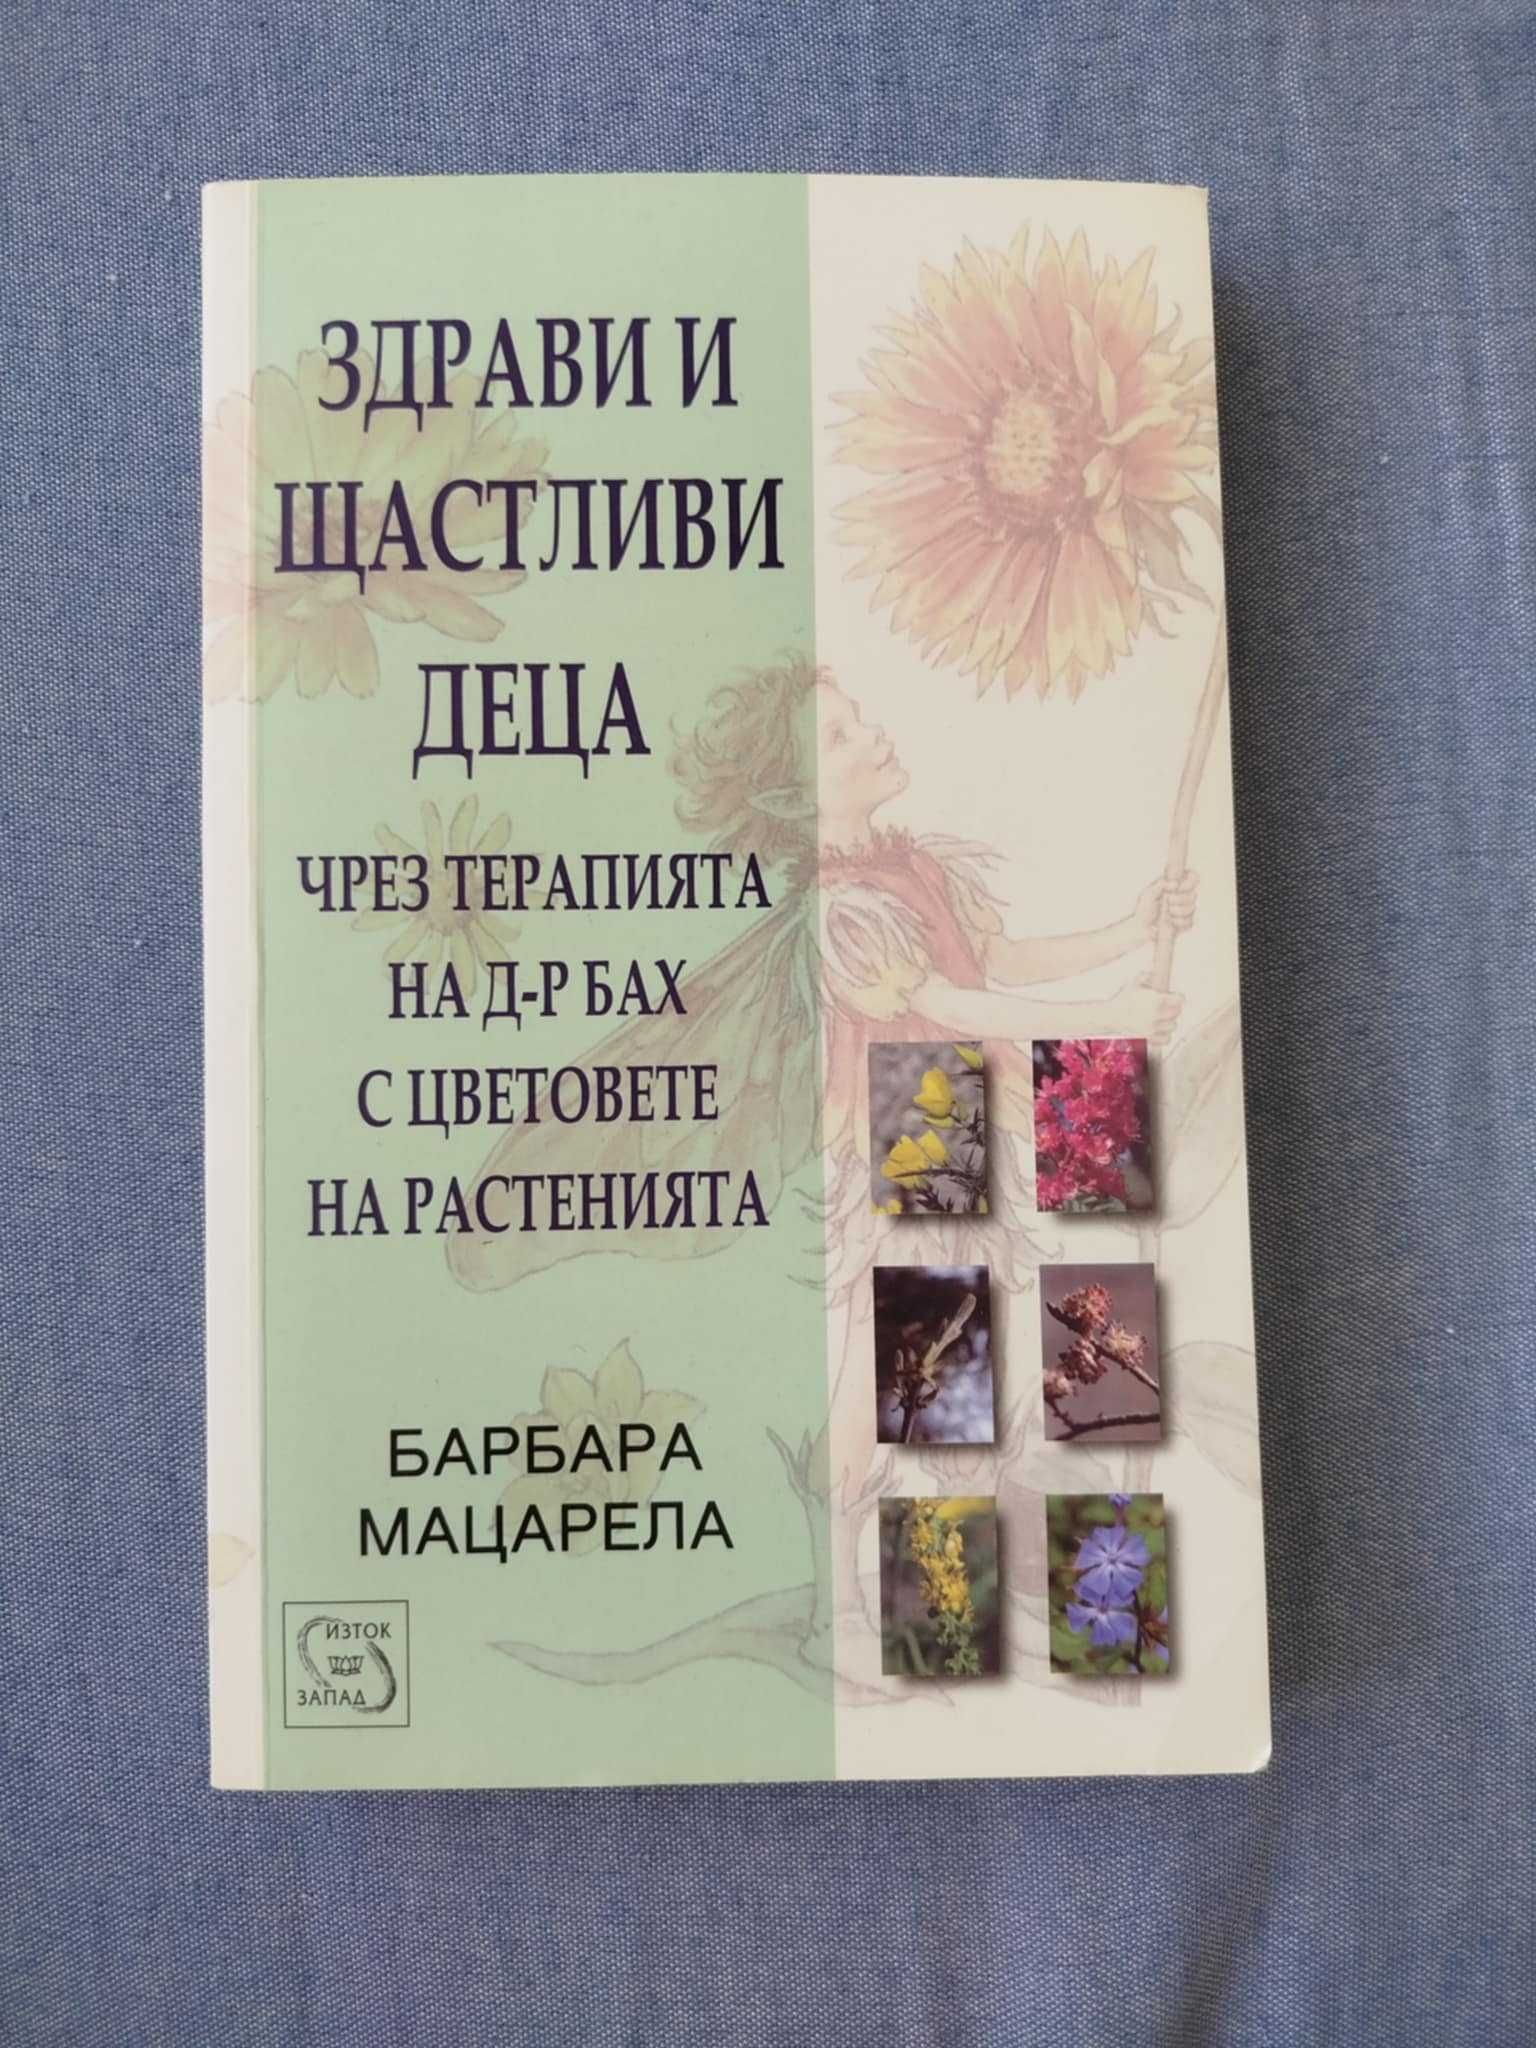 ЗДРАВИ И
ЩАСТЛИВИ
ДЕЦА
ЧРЕЗ ТЕРАПИЯТА
НА Д-Р БАХ
С ЦВЕТОВЕТЕ
НА РАСТЕНИЯТА
БАРБАРА
МАЦАРЕЛА
ИЗТОК
ЗАПАД